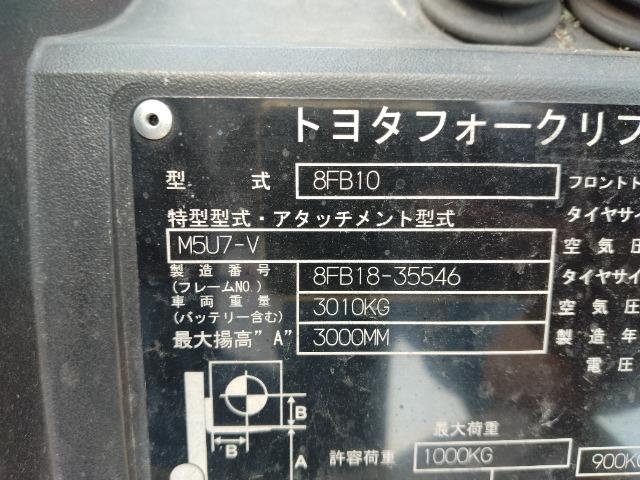 トヨタフォークリフ
型式 8FB10 フロントト
特型型式・アタッチメント型式 タイヤサイ
M5U7-V 空気圧
製造番号 8FB18-35546 タイヤサイ
(フレームNO.)
車両重量 3010KG 空気圧
(バッテリー含む)
最大揚高"A" 3000MM 製造年
電圧
B
最大荷重
B A 許容荷重 1000KG 900KG